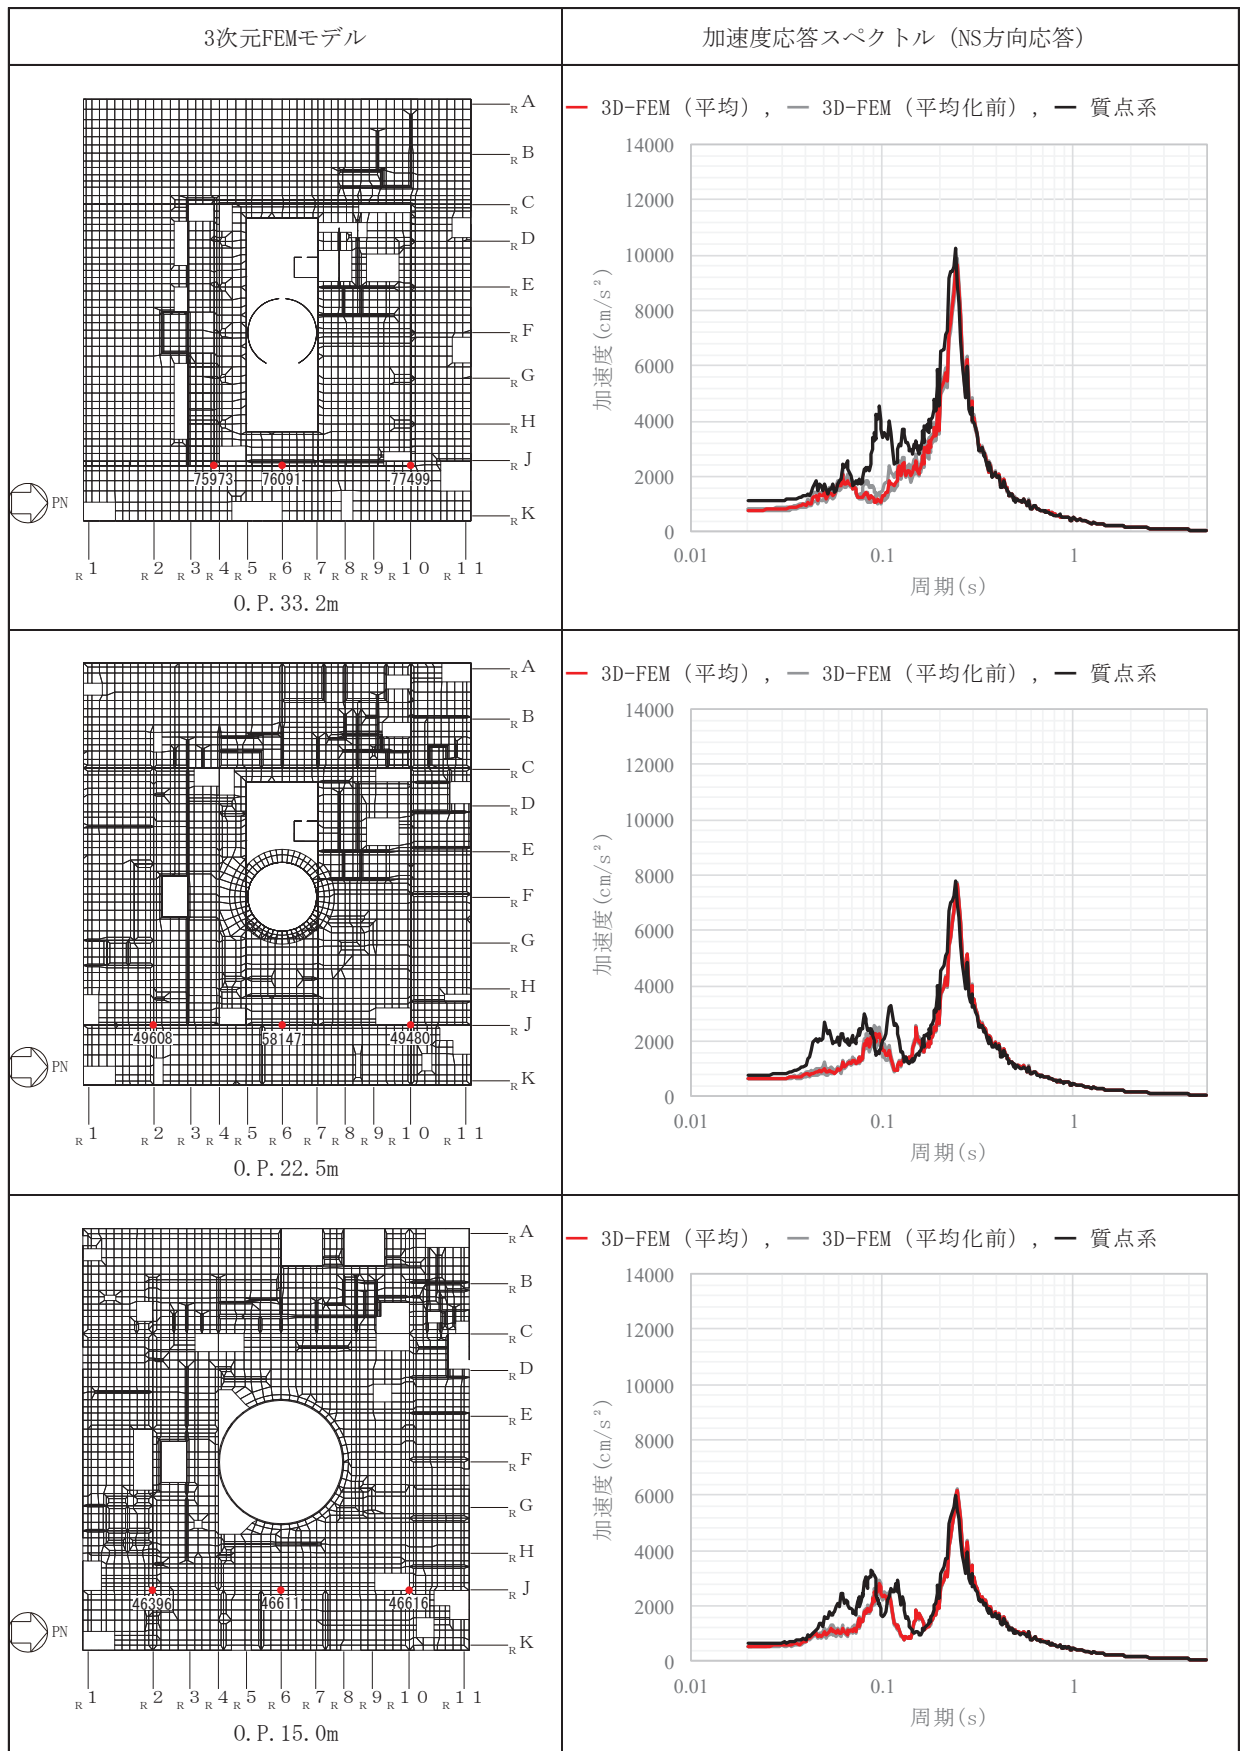 3次元FEMモデル
加速度応答スペクトル (NS方向応答)
RA
RB
RC
RD
RE
RF
RG
RH
RJ
RK
75973 76091 77499
PN
R1 R2 R3 R4 R5 R6 R7 R8 R9 R10 R11
O.P.33.2m
3D-FEM (平均), 3D-FEM (平均化前), 質点系
14000
12000
10000
8000
6000
4000
2000
0
加速度(cm/s²)
0.01 0.1 1
周期(s)
RA
RB
RC
RD
RE
RF
RG
RH
RJ
RK
49608 58147 49480
PN
R1 R2 R3 R4 R5 R6 R7 R8 R9 R10 R11
O.P.22.5m
3D-FEM (平均), 3D-FEM (平均化前), 質点系
14000
12000
10000
8000
6000
4000
2000
0
加速度(cm/s²)
0.01 0.1 1
周期(s)
RA
RB
RC
RD
RE
RF
RG
RH
RJ
RK
46396 46611 46616
PN
R1 R2 R3 R4 R5 R6 R7 R8 R9 R10 R11
O.P.15.0m
3D-FEM (平均), 3D-FEM (平均化前), 質点系
14000
12000
10000
8000
6000
4000
2000
0
加速度(cm/s²)
0.01 0.1 1
周期(s)